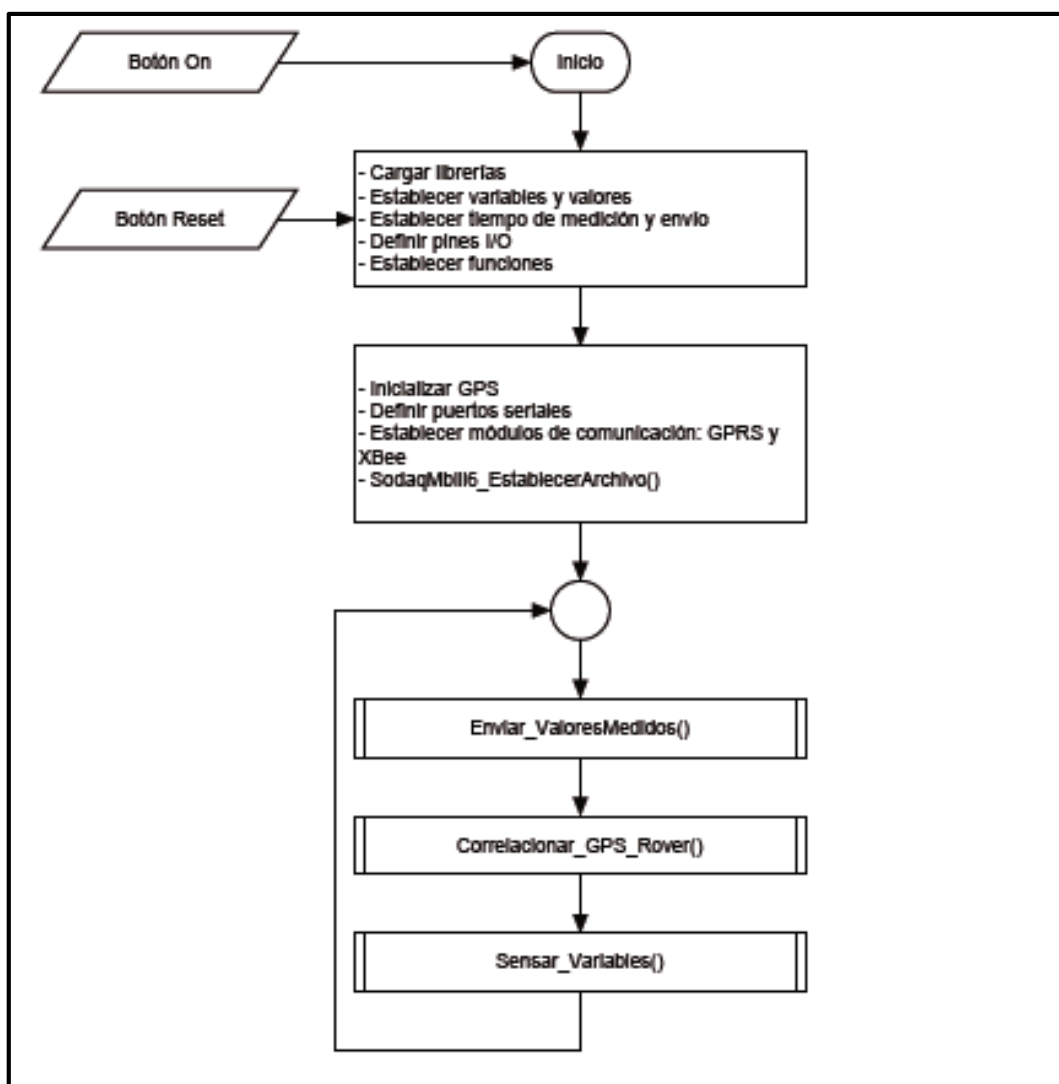 Botón On
Inicio
- Cargar librerías
- Establecer variables y valores
Botón Reset
- Establecer tiempo de medición y envio
- Definir pines I/O
- Establecer funciones
- Inicializar GPS
- Definir puertos seriales
- Establecer módulos de comunicación: GPRS y
XBee
- SodaqMbili6_EstablecerArchivo()
Enviar_ValoresMedidos()
Correlacionar_GPS_Rover()
Sensar_Variables()